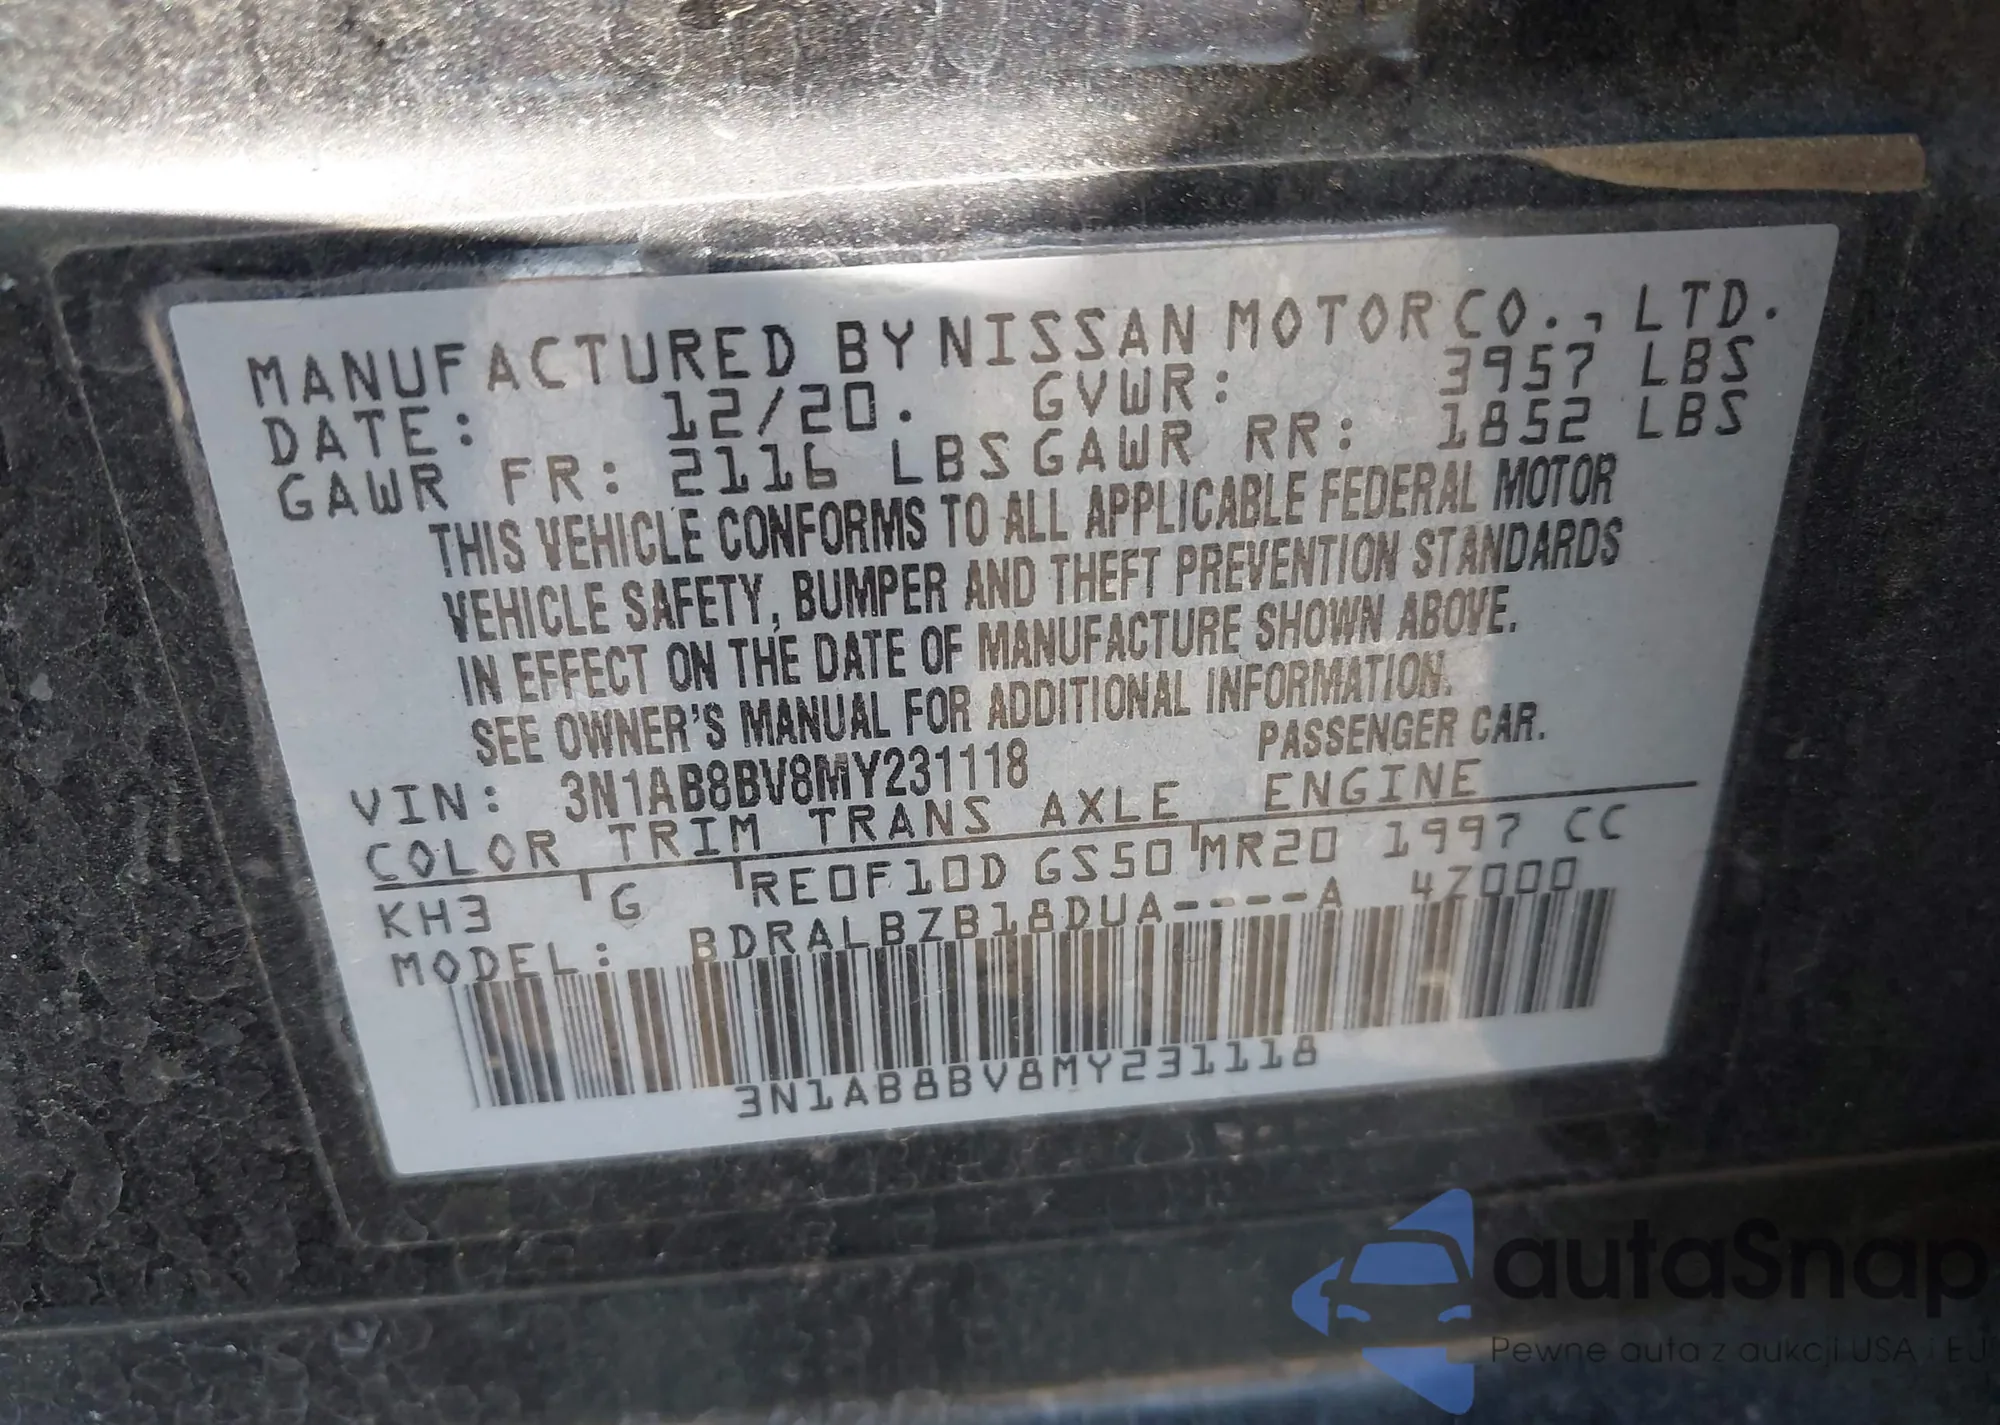 MANUFACTURED BY NISSAN MOTOR CO., LTD.
DATE: 12/20. GVWR: 3957 LBS
GAWR FR: 2116 LBS GAWR RR: 1852 LBS
THIS VEHICLE CONFORMS TO ALL APPLICABLE FEDERAL MOTOR
VEHICLE SAFETY, BUMPER AND THEFT PREVENTION STANDARDS
IN EFFECT ON THE DATE OF MANUFACTURE SHOWN ABOVE.
SEE OWNER'S MANUAL FOR ADDITIONAL INFORMATION.
VIN: 3N1AB8BV8MY231118 PASSENGER CAR.
COLOR TRIM TRANS AXLE ENGINE
KH3 G RE0F10D GS50 MR20 1997 CC
MODEL: BDRALBZB18DUA----A 4Z000
3N1AB8BV8MY231118
autaSnap
Pewne auta z aukcji USA i EU